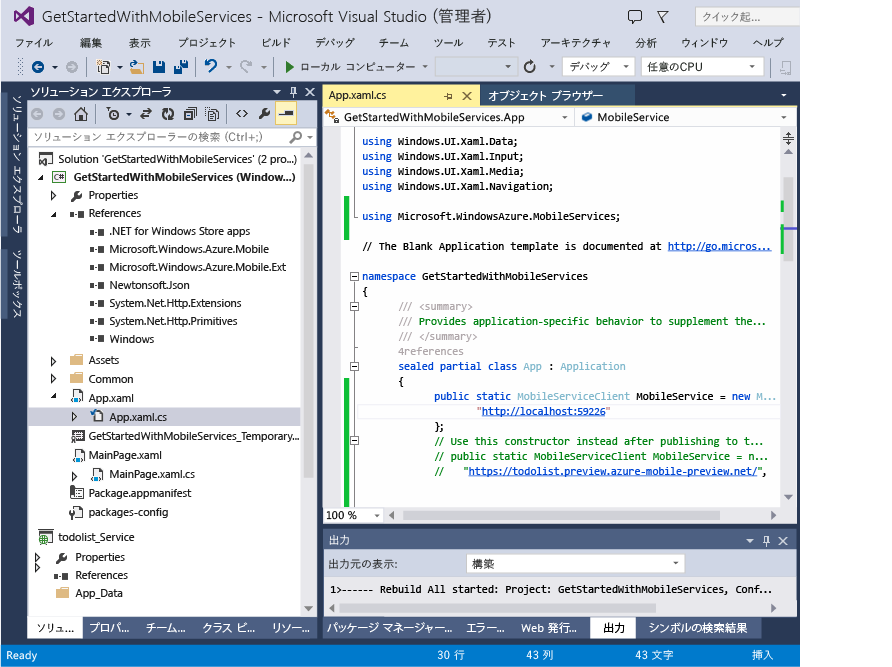 GetStartedWithMobileServices - Microsoft Visual Studio (管理者)
クイック起...
ファイル 編集 表示 プロジェクト ビルド デバッグ チーム ツール テスト アーキテクチャ 分析 ウィンドウ ヘルプ
ローカル コンピューター デバッグ 任意のCPU
ソリューション エクスプローラ
ツールボックス
ソリューション エクスプローラ
ソリューション エクスプローラーの検索 (Ctrl+;)
Solution 'GetStartedWithMobileServices' (2 pro...)
C# GetStartedWithMobileServices (Window...)
Properties
References
.NET for Windows Store apps
Microsoft.Windows.Azure.Mobile
Microsoft.Windows.Azure.Mobile.Ext
Newtonsoft.Json
System.Net.Http.Extensions
System.Net.Http.Primitives
Windows
Assets
Common
App.xaml
App.xaml.cs
GetStartedWithMobileServices_Temporary...
MainPage.xaml
MainPage.xaml.cs
Package.appmanifest
packages-config
todolist_Service
Properties
References
App_Data
ソリュ... プロパ... チーム... クラス ビ... リソー...
App.xaml.cs オブジェクト ブラウザー
GetStartedWithMobileServices.App MobileService
using Windows.UI.Xaml.Data;
using Windows.UI.Xaml.Input;
using Windows.UI.Xaml.Media;
using Windows.UI.Xaml.Navigation;
using Microsoft.WindowsAzure.MobileServices;
// The Blank Application template is documented at http://go.micros...
namespace GetStartedWithMobileServices
{
/// <summary>
/// Provides application-specific behavior to supplement the...
/// </summary>
4references
sealed partial class App : Application
{
public static MobileServiceClient MobileService = new M...
"http://localhost:59226"
};
// Use this constructor instead after publishing to t...
// public static MobileServiceClient MobileService = n...
// "https://todolist.preview.azure-mobile-preview.net/",
100 %
出力
出力元の表示: 構築
1>------ Rebuild All started: Project: GetStartedWithMobileServices, Conf...
パッケージ マネージャー... エラー... Web 発行... 出力 シンボルの検索結果
Ready 30 行 43 列 43 文字 挿入